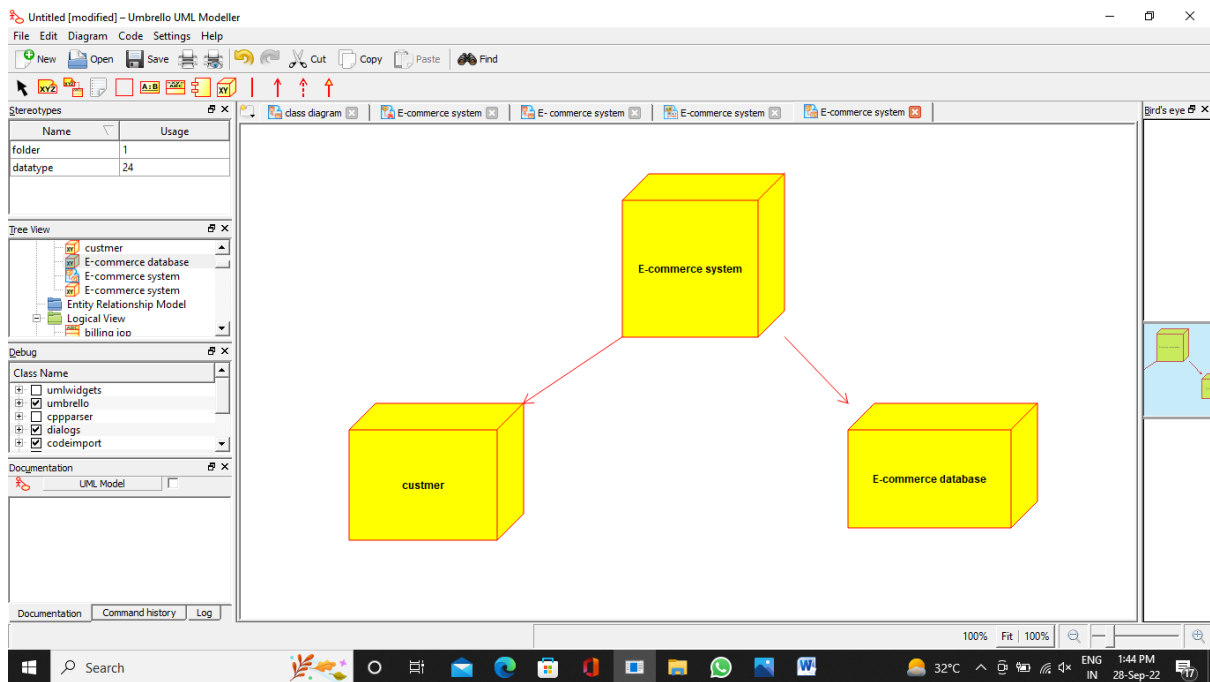 Untitled [modified] – Umbrello UML Modeller
File Edit Diagram Code Settings Help
New Open Save Cut Copy Paste Find
XYZ A:B ABC XY
Stereotypes
Name Usage
folder 1
datatype 24
class diagram E-commerce system E- commerce system E-commerce system E-commerce system
Bird's eye
Tree View
custmer
E-commerce database
E-commerce system
E-commerce system
Entity Relationship Model
Logical View
billing iop
Debug
Class Name
umlwidgets
umbrello
cppparser
dialogs
codeimport
Documentation
UML Model
E-commerce system
custmer
E-commerce database
Documentation Command history Log
100% Fit 100%
Search
32°C ENG IN 1:44 PM 28-Sep-22 17